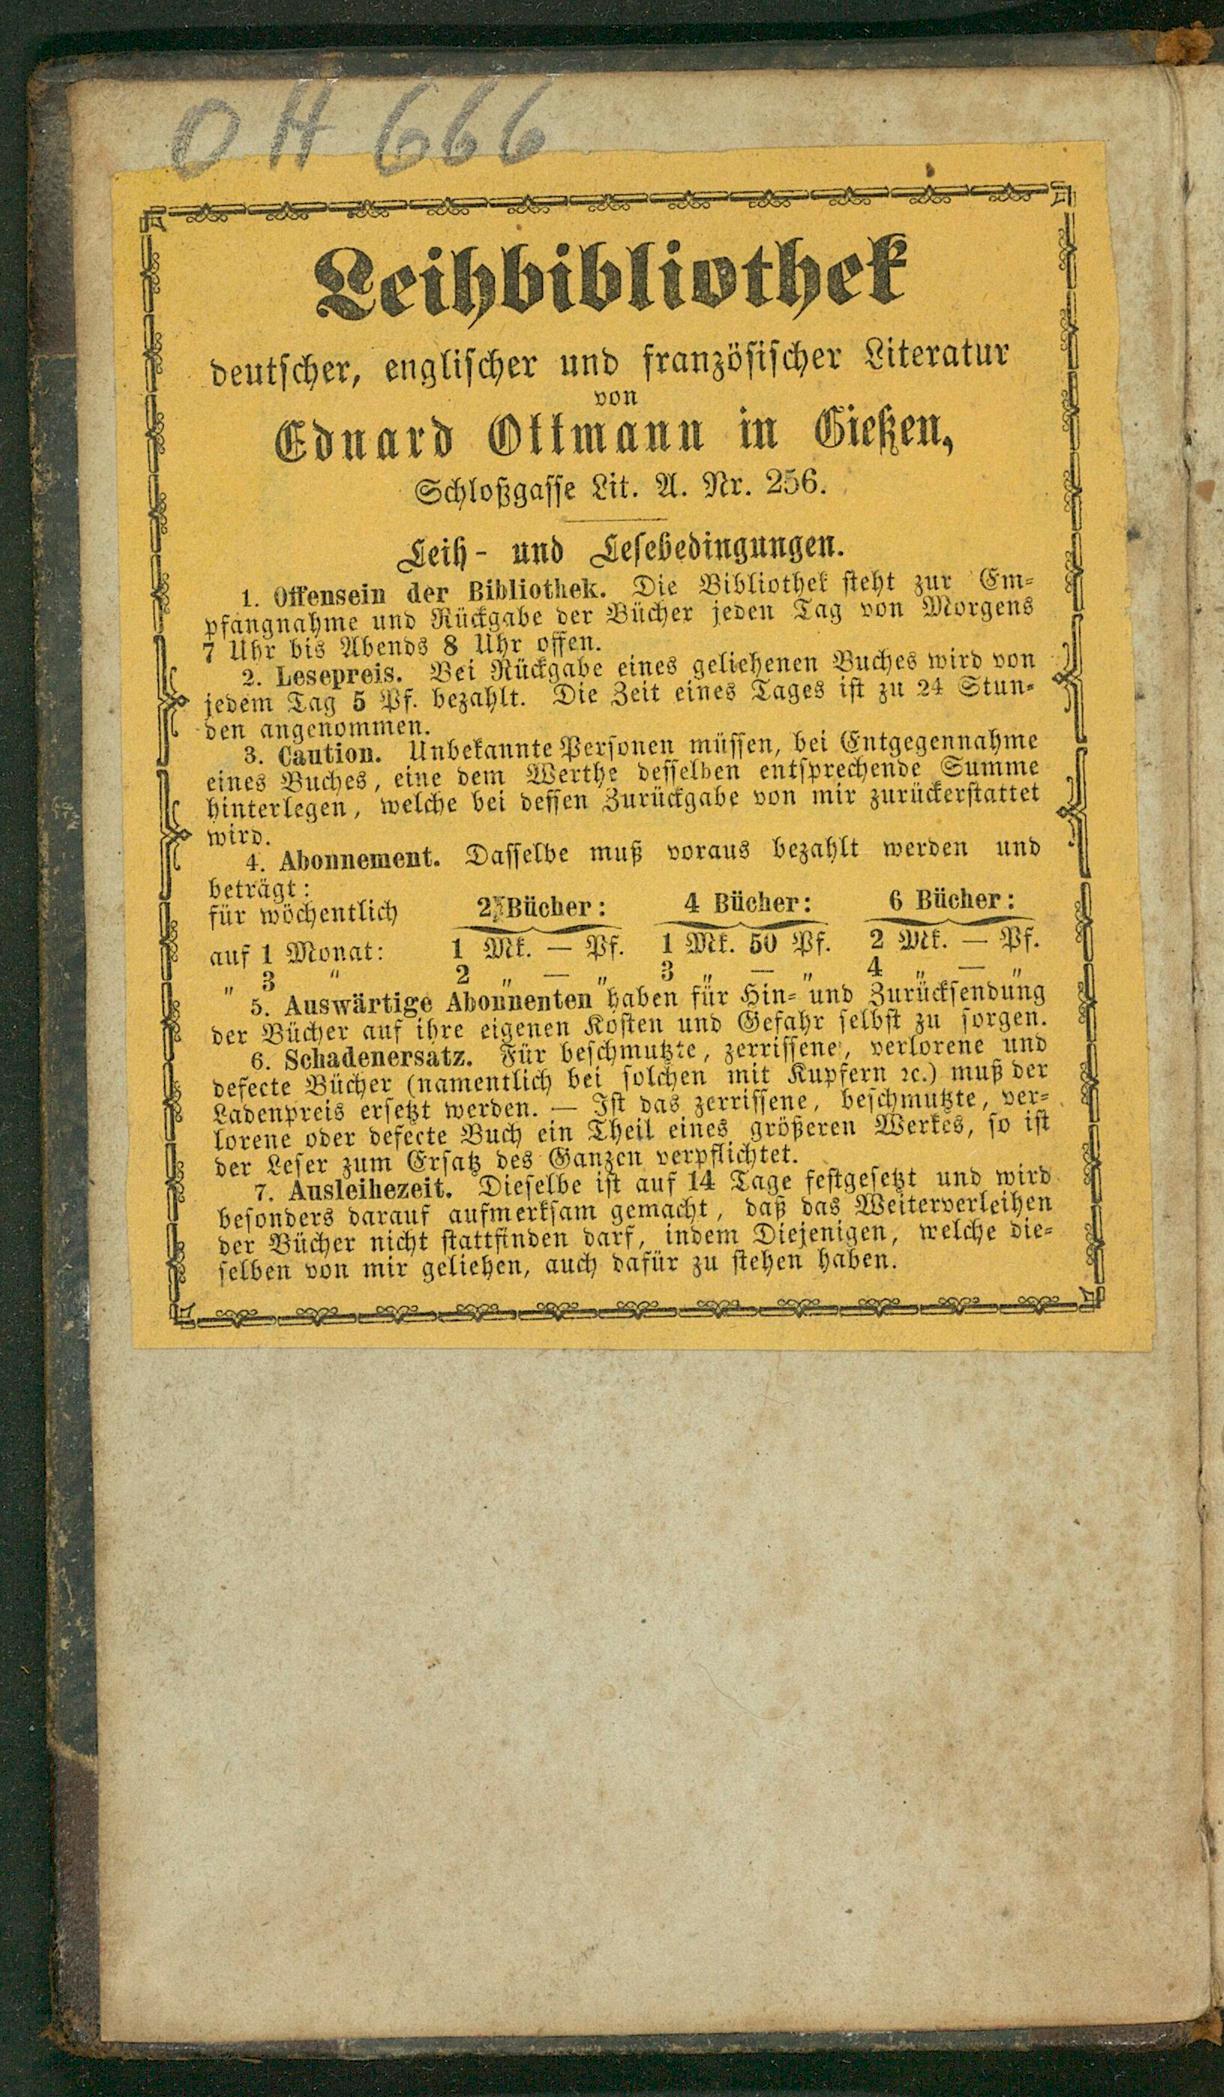 OH 666
Leihbibliothek
deutscher, englischer und französischer Literatur
von
Eduard Ottmann in Gießen,
Schloßgasse Lit. A. Nr. 256.
Leih- und Lesebedingungen.
1. Offensein der Bibliothek. Die Bibliothek steht zur Em-
pfangnahme und Rückgabe der Bücher jeden Tag von Morgens
7 Uhr bis Abends 8 Uhr offen.
2. Lesepreis. Bei Rückgabe eines geliehenen Buches wird von
jedem Tag 5 Pf. bezahlt. Die Zeit eines Tages ist zu 24 Stun-
den angenommen.
3. Caution. Unbekannte Personen müssen, bei Entgegennahme
eines Buches, eine dem Werthe desselben entsprechende Summe
hinterlegen, welche bei dessen Zurückgabe von mir zurückerstattet
wird.
4. Abonnement. Dasselbe muß voraus bezahlt werden und
beträgt:
für wöchentlich 2 Bücher: 4 Bücher: 6 Bücher:
auf 1 Monat: 1 Mk. — Pf. 1 Mk. 50 Pf. 2 Mk. — Pf.
" 3 " 2 " — " 3 " — " 4 " — "
5. Auswärtige Abonnenten haben für Hin- und Zurücksendung
der Bücher auf ihre eigenen Kosten und Gefahr selbst zu sorgen.
6. Schadenersatz. Für beschmutzte, zerrissene, verlorene und
defecte Bücher (namentlich bei solchen mit Kupfern ꝛc.) muß der
Ladenpreis ersetzt werden. — Ist das zerrissene, beschmutzte, ver-
lorene oder defecte Buch ein Theil eines größeren Werkes, so ist
der Leser zum Ersatz des Ganzen verpflichtet.
7. Ausleihezeit. Dieselbe ist auf 14 Tage festgesetzt und wird
besonders darauf aufmerksam gemacht, daß das Weiterverleihen
der Bücher nicht stattfinden darf, indem Diejenigen, welche die-
selben von mir geliehen, auch dafür zu stehen haben.